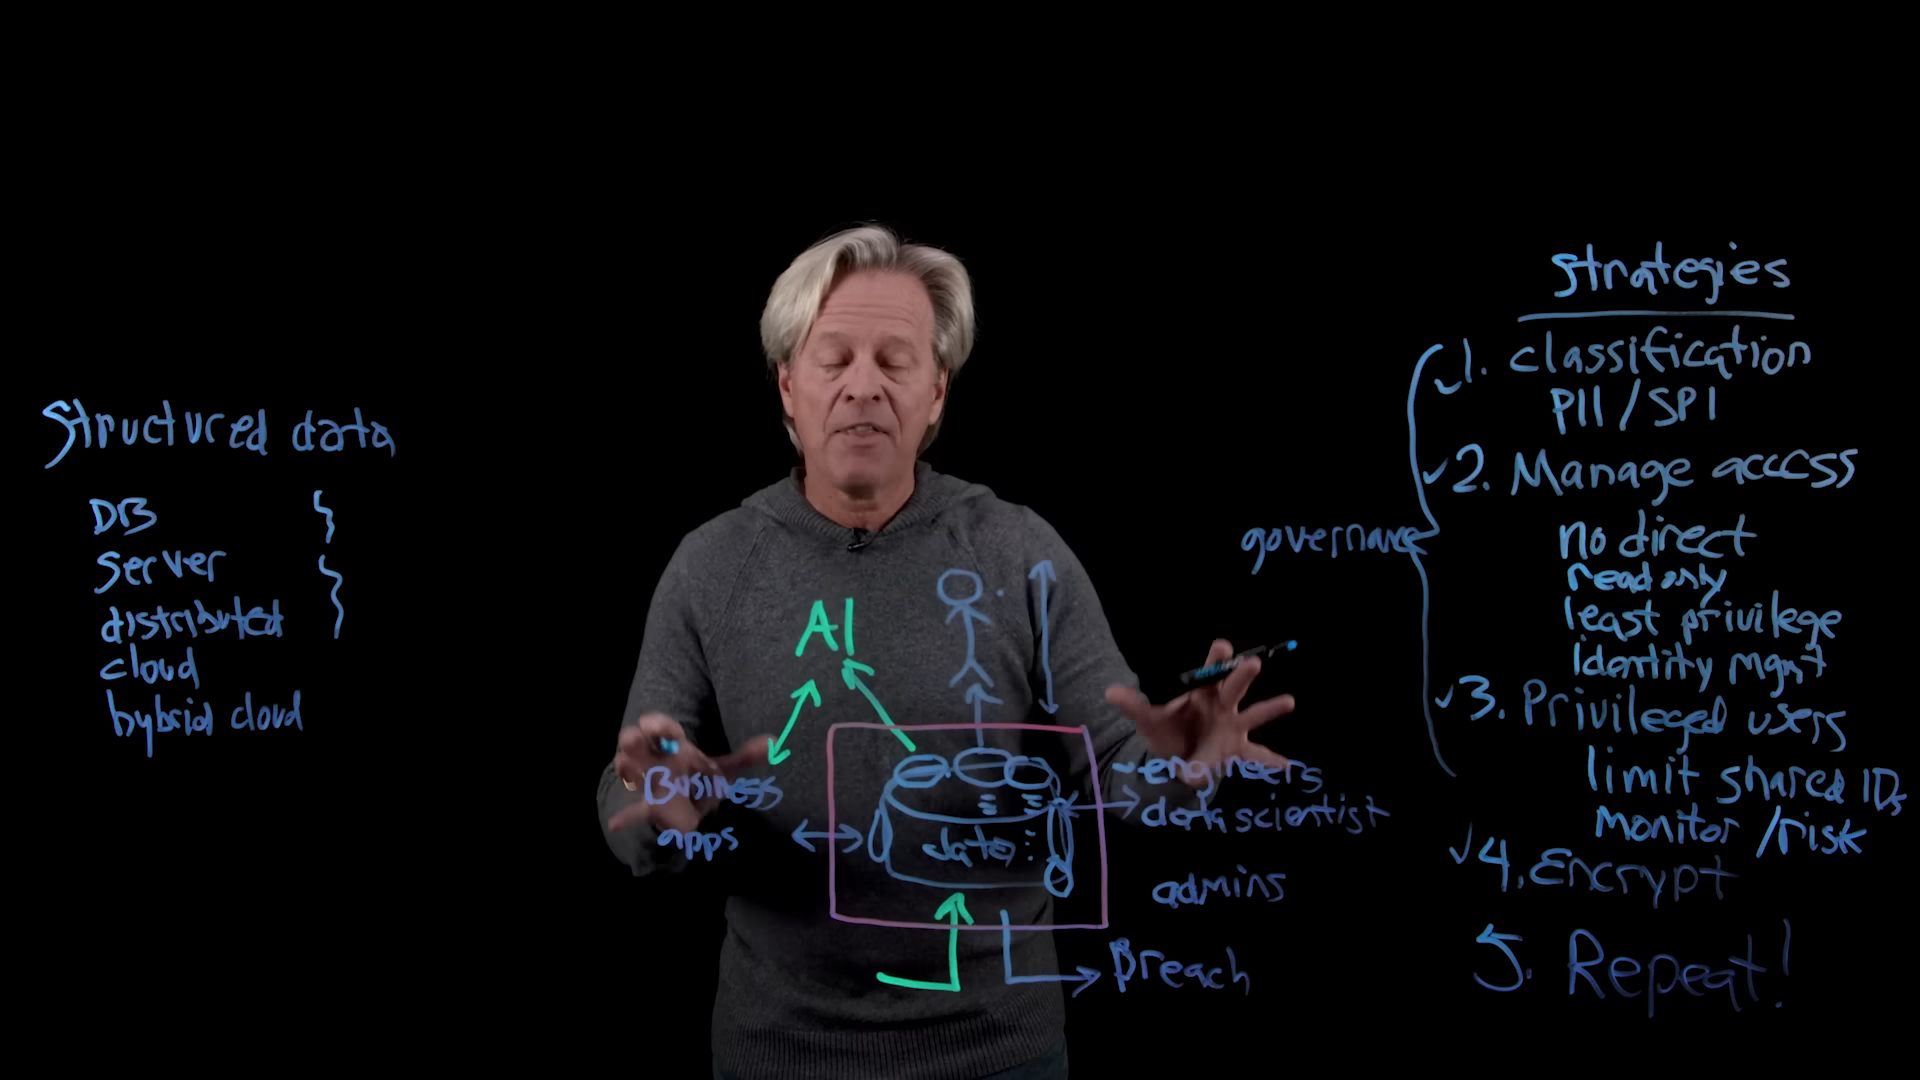 Structured data
DB
Server
distributed
cloud
hybrid cloud
AI
Business
apps
data
engineers
data scientist
admins
Breach
governance
Strategies
1. classification
PII/SPI
2. Manage access
no direct
read only
least privilege
Identity mgmt
3. Privileged users
limit shared IDs
monitor/risk
4. Encrypt
5. Repeat!